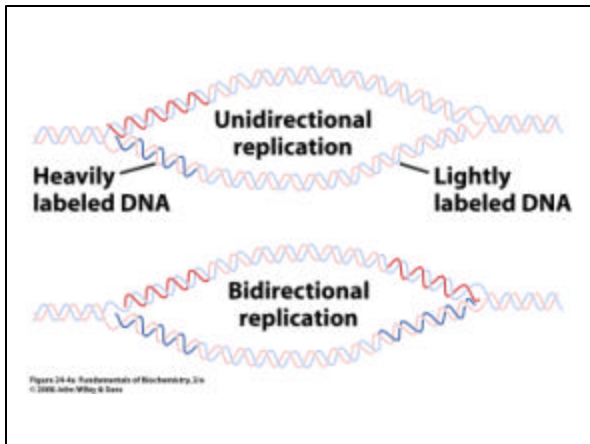 Unidirectional
replication
Heavily
labeled DNA
Lightly
labeled DNA
Bidirectional
replication
Figure 24-4a Fundamentals of Biochemistry, 2/e
© 2006 John Wiley & Sons